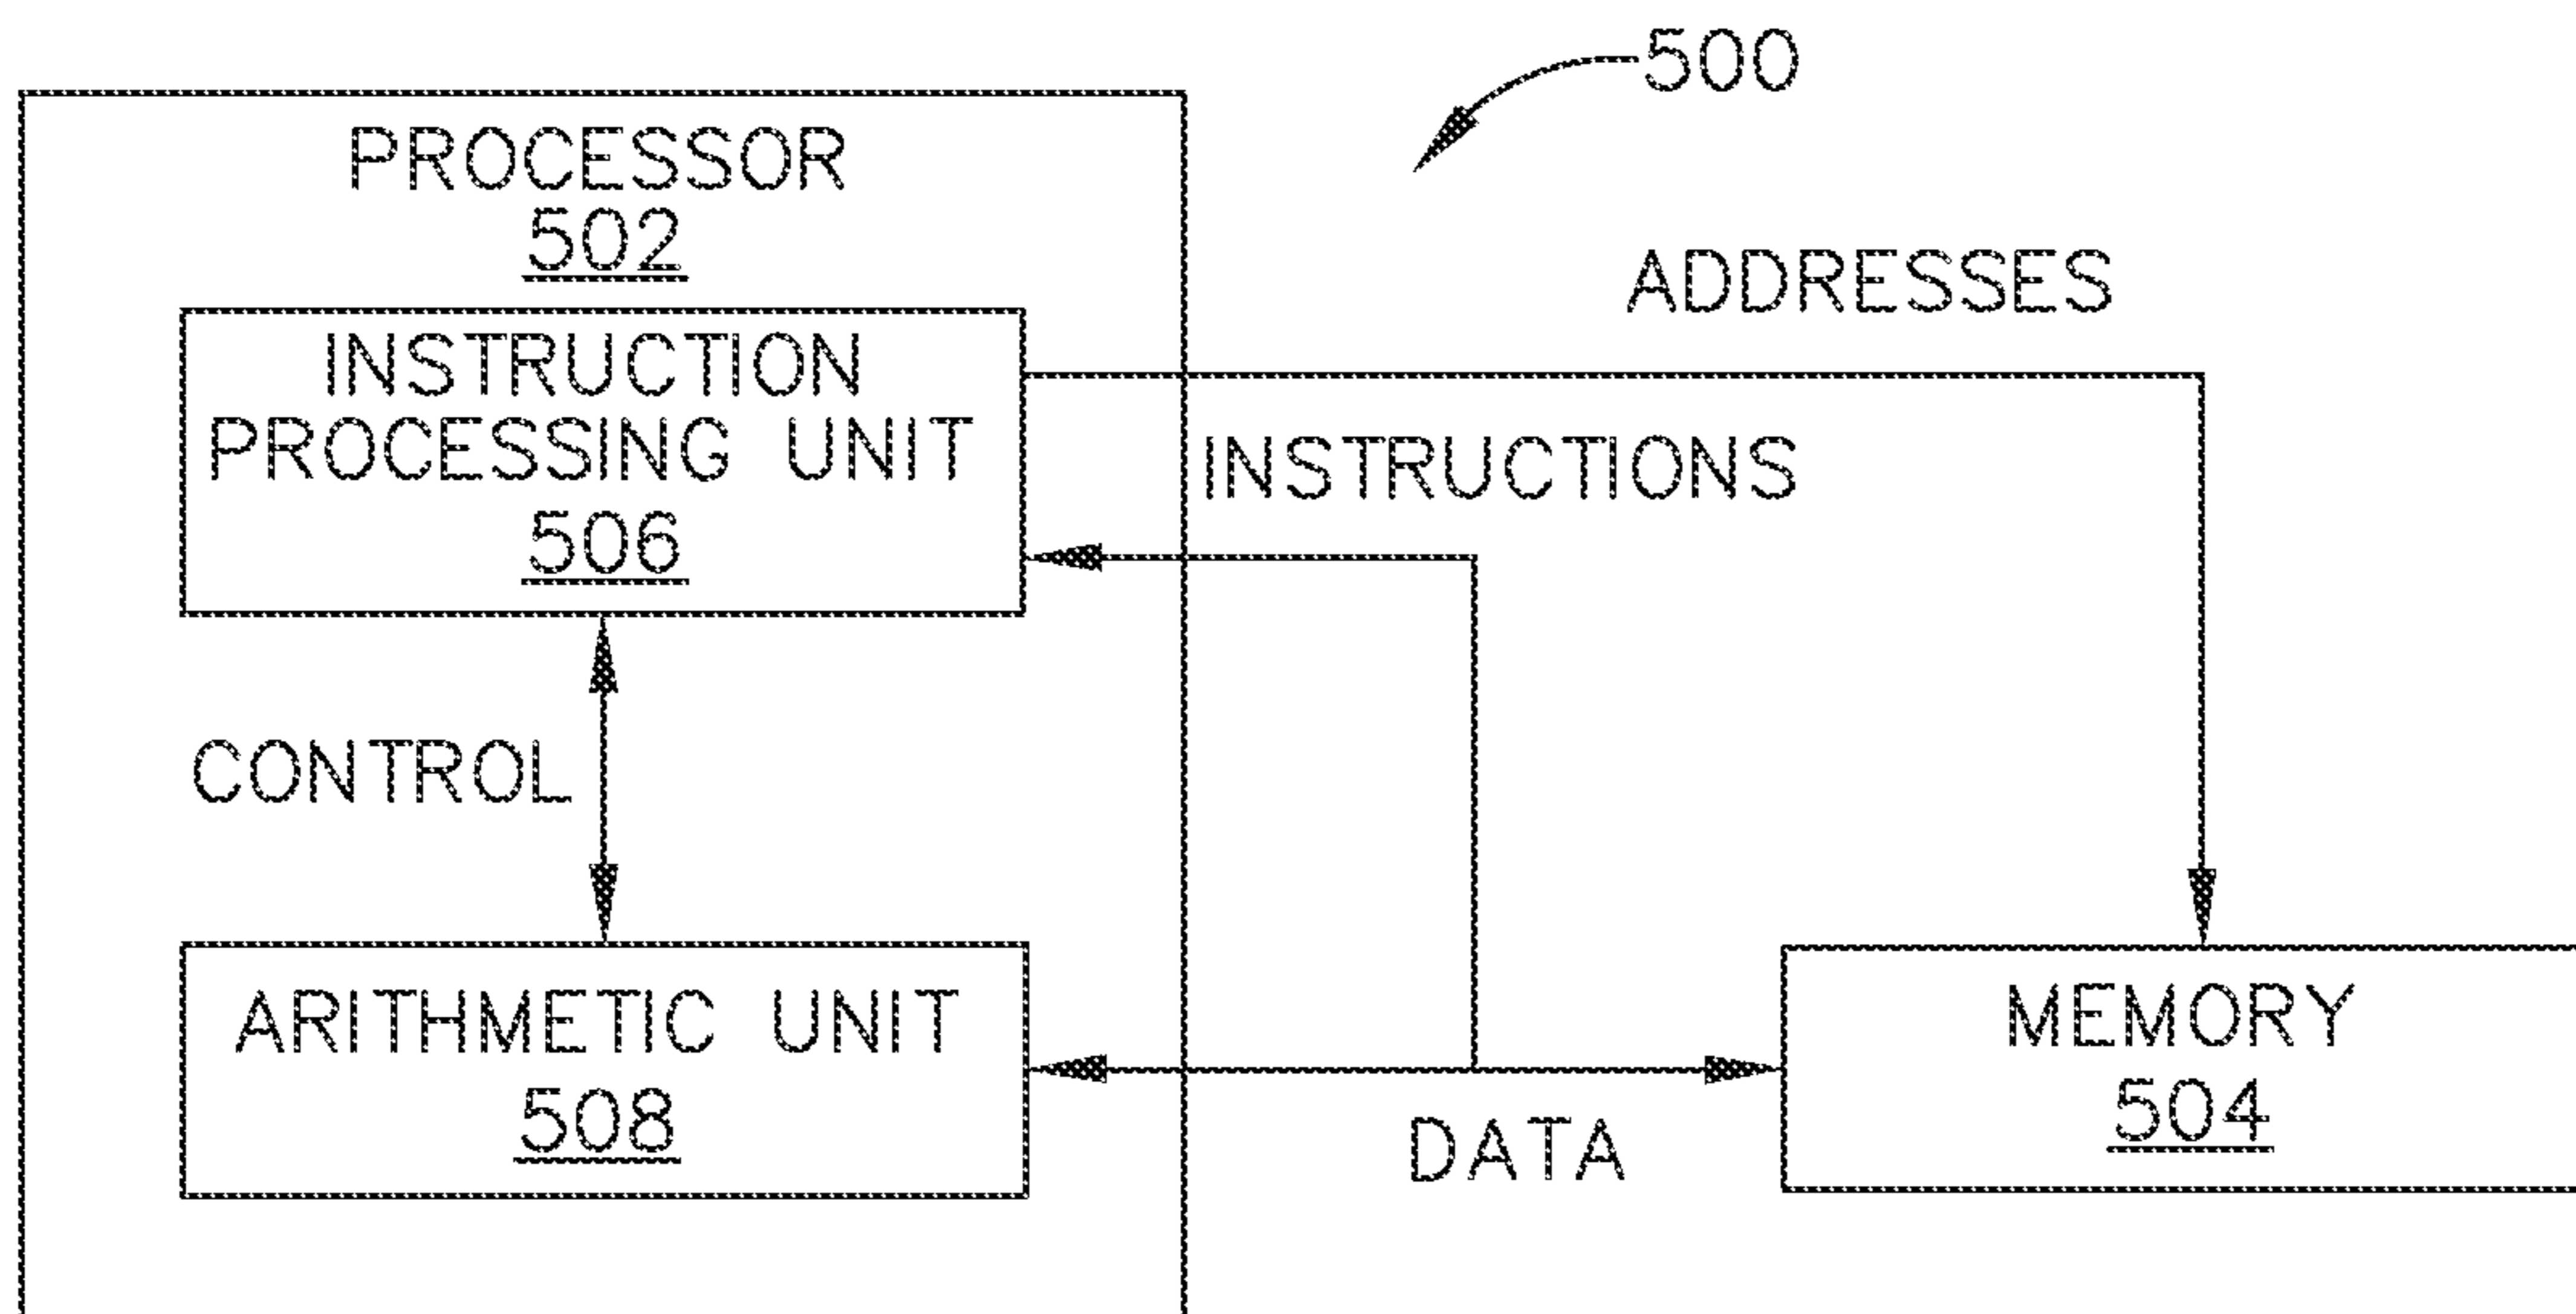 500
PROCESSOR
502
ADDRESSES
INSTRUCTION
PROCESSING UNIT
506
INSTRUCTIONS
CONTROL
ARITHMETIC UNIT
508
DATA
MEMORY
504